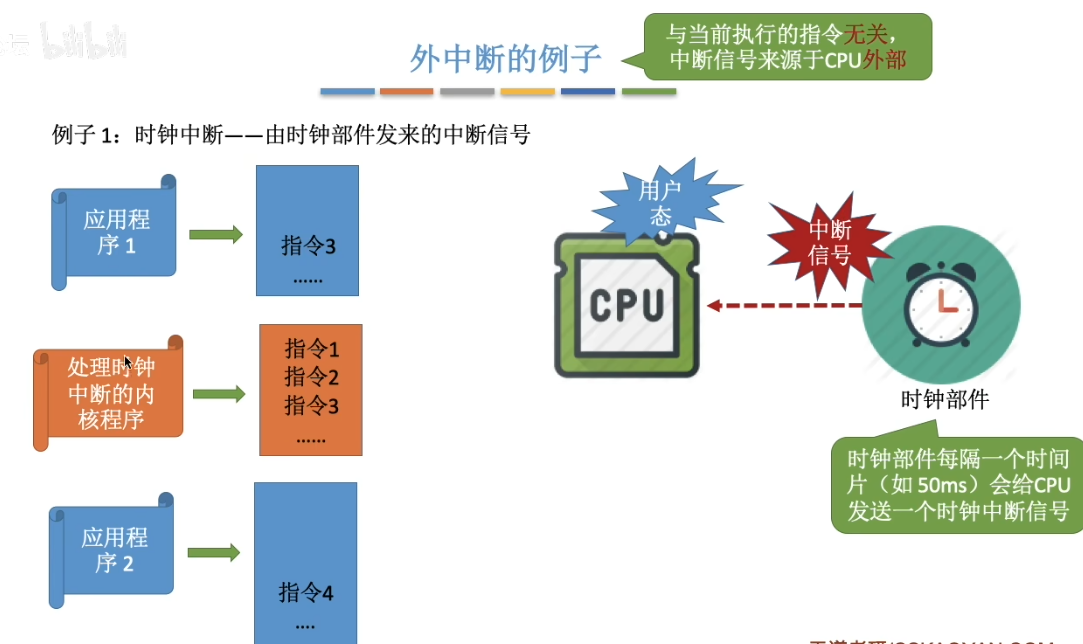 bilibili
外中断的例子
与当前执行的指令无关，
中断信号来源于CPU外部
例子 1：时钟中断——由时钟部件发来的中断信号
应用程
序 1
指令3
……
用户
态
中断
信号
CPU
处理时钟
中断的内
核程序
指令1
指令2
指令3
……
时钟部件
时钟部件每隔一个时间
片（如 50ms）会给CPU
发送一个时钟中断信号
应用程
序 2
指令4
....